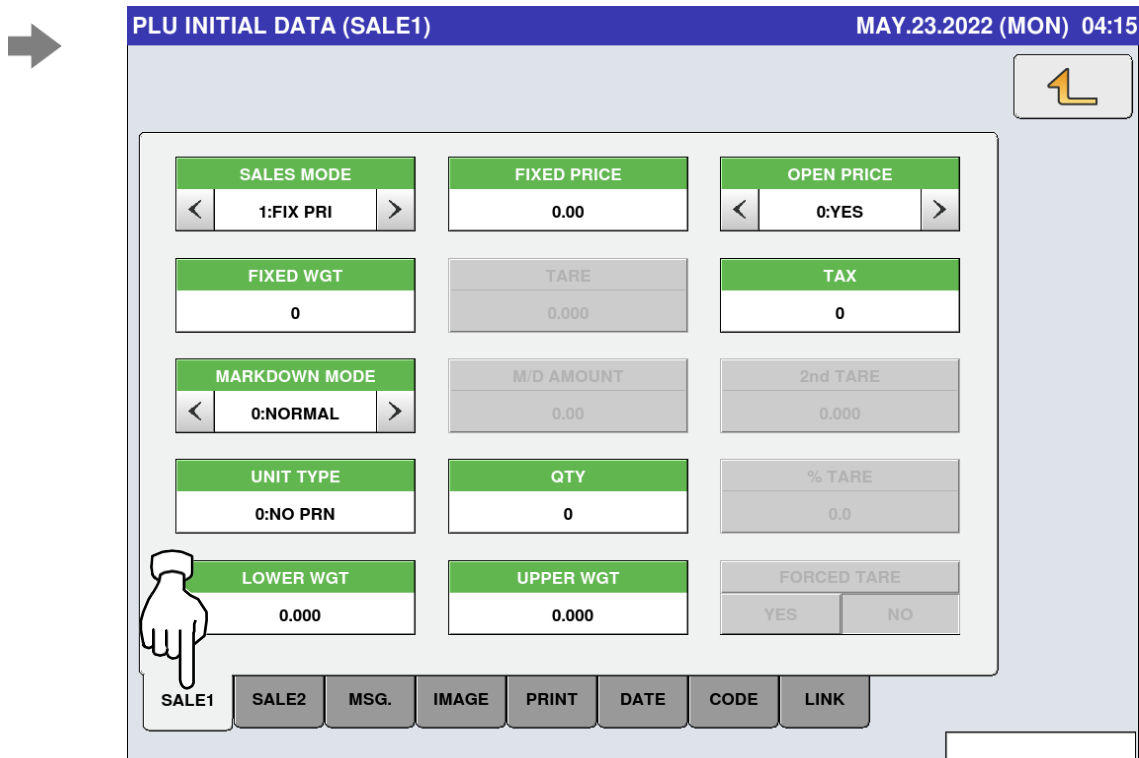 PLU INITIAL DATA (SALE1) MAY.23.2022 (MON) 04:15
SALES MODE FIXED PRICE OPEN PRICE
< 1:FIX PRI > 0.00 < 0:YES >
FIXED WGT TARE TAX
0 0.000 0
MARKDOWN MODE M/D AMOUNT 2nd TARE
< 0:NORMAL > 0.00 0.000
UNIT TYPE QTY % TARE
0:NO PRN 0 0.0
LOWER WGT UPPER WGT FORCED TARE
0.000 0.000 YES NO
SALE1 SALE2 MSG. IMAGE PRINT DATE CODE LINK